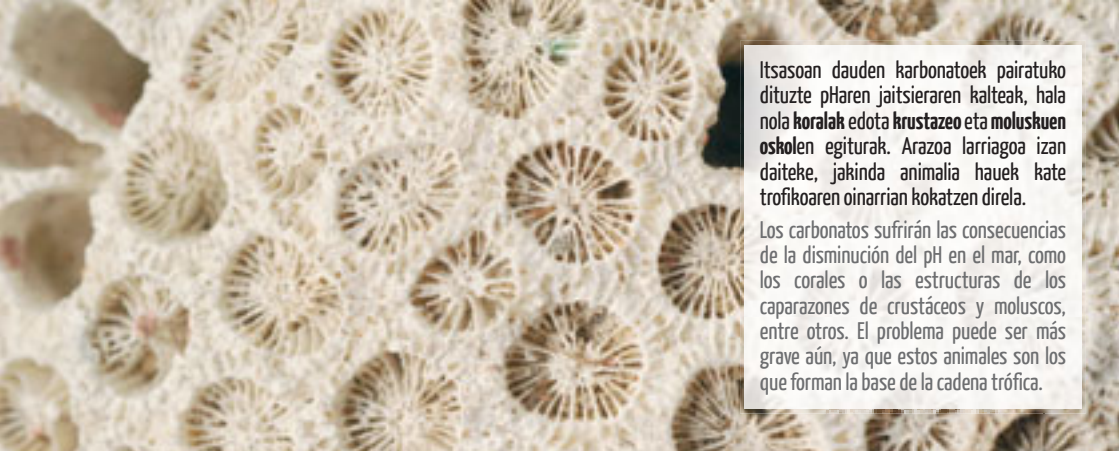 Itsasoan dauden karbonatoek pairatuko
dituzte pHaren jaitsieraren kalteak, hala
nola koralak edota krustazeo eta moluskuen
oskolen egiturak. Arazoa larriagoa izan
daiteke, jakinda animalia hauek kate
trofikoaren oinarrian kokatzen direla.
Los carbonatos sufrirán las consecuencias
de la disminución del pH en el mar, como
los corales o las estructuras de los
caparazones de crustáceos y moluscos,
entre otros. El problema puede ser más
grave aún, ya que estos animales son los
que forman la base de la cadena trófica.